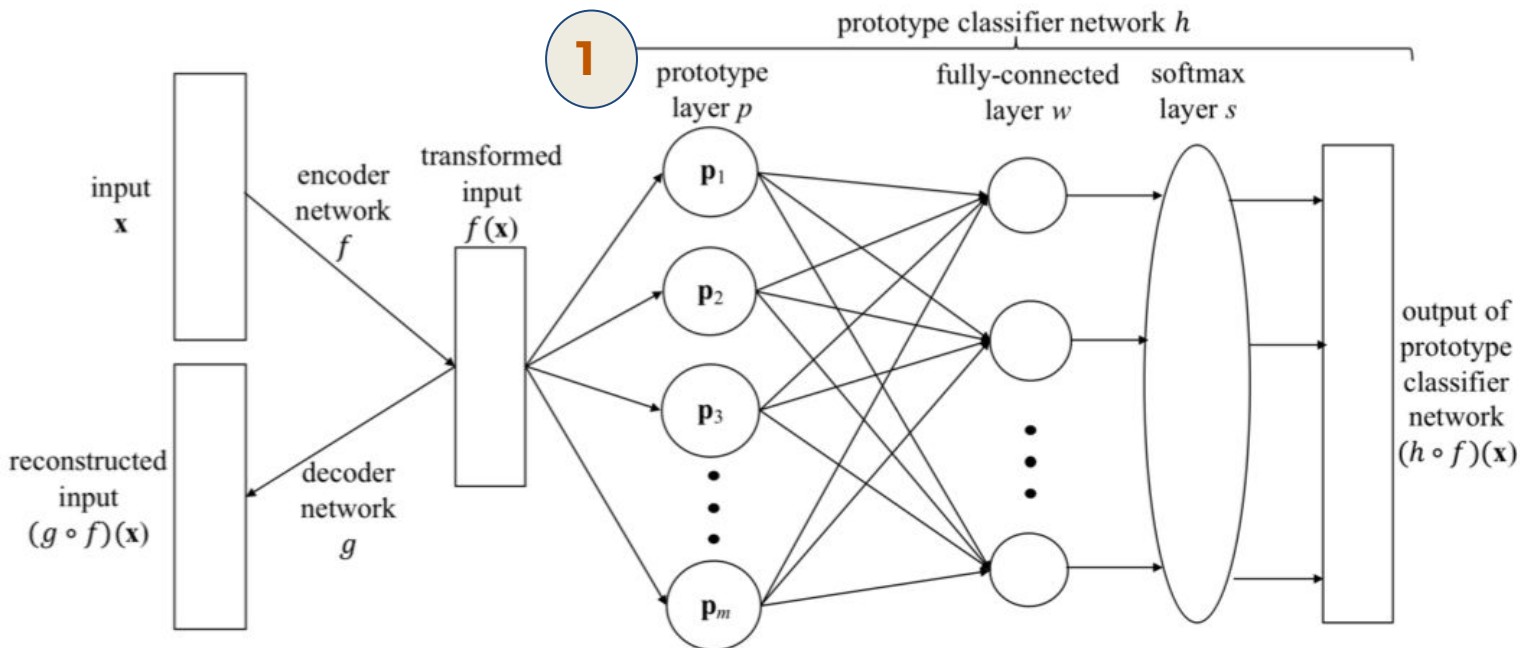 1
prototype classifier network h
prototype
layer p
fully-connected
layer w
softmax
layer s
input
x
encoder
network
f
transformed
input
f(x)
p1
p2
p3
pm
reconstructed
input
(g ∘ f)(x)
decoder
network
g
output of
prototype
classifier
network
(h ∘ f)(x)